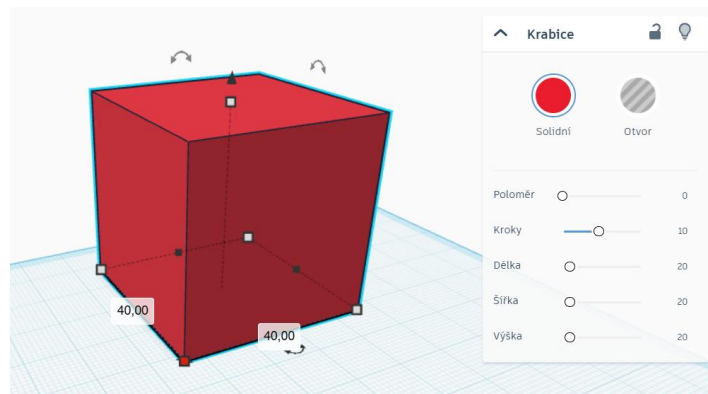 Krabice
Solidní
Otvor
Poloměr 0
Kroky 10
Délka 20
Šířka 20
Výška 20
40,00
40,00